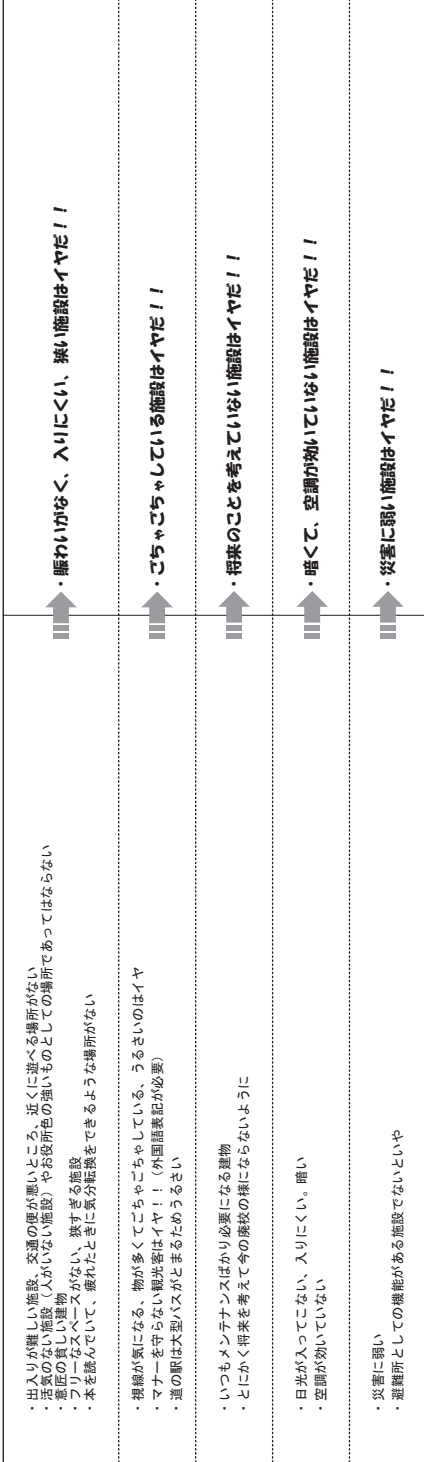 ・出入りが難しい施設、交通の便が悪いところ、近くに遊べる場所がない
・活気のない施設（人がいない施設）やお役所色の強いものとしての場所であってはならない
・意匠の貧しい建物
・フリーなスペースがない、狭すぎる施設
・本を読んでいて、疲れたときに気分転換をできるような場所がない
・賑わいがなく、入りにくい、狭い施設はイヤだ！！
・視線が気になる、物が多くてごちゃごちゃしている、うるさいのはイヤ
・マナーを守らない観光客はイヤ！！（外国語表記が必要）
・道の駅は大型バスがとまるためうるさい
・ごちゃごちゃしている施設はイヤだ！！
・いつもメンテナンスばかり必要になる建物
・とにかく将来を考えて今の廃校の様にならないように
・将来のことを考えていない施設はイヤだ！！
・日光が入ってこない、入りにくい。暗い
・空調が効いていない
・暗くて、空調が効いていない施設はイヤだ！！
・災害に弱い
・避難所としての機能がある施設でないといや
・災害に弱い施設はイヤだ！！